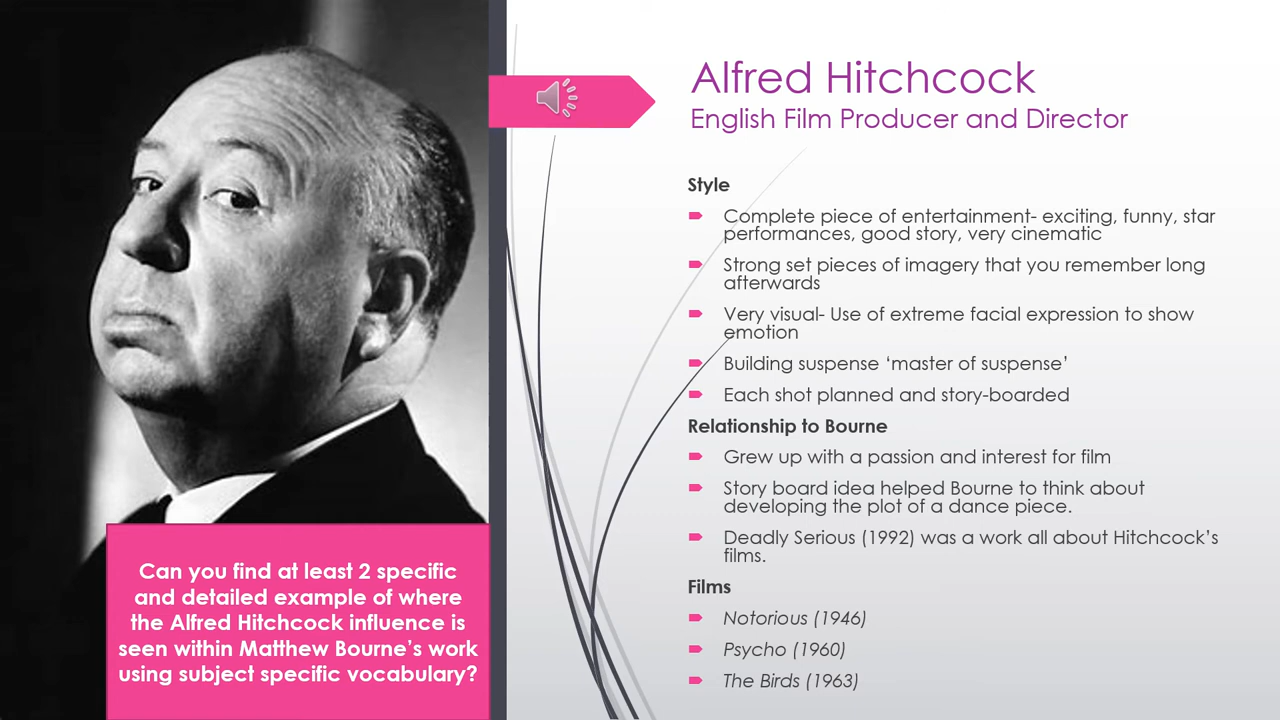 Alfred Hitchcock
English Film Producer and Director
Style
Complete piece of entertainment- exciting, funny, star
performances, good story, very cinematic
Strong set pieces of imagery that you remember long
afterwards
Very visual- Use of extreme facial expression to show
emotion
Building suspense ‘master of suspense’
Each shot planned and story-boarded
Relationship to Bourne
Grew up with a passion and interest for film
Story board idea helped Bourne to think about
developing the plot of a dance piece.
Deadly Serious (1992) was a work all about Hitchcock’s
films.
Films
Notorious (1946)
Psycho (1960)
The Birds (1963)
Can you find at least 2 specific
and detailed example of where
the Alfred Hitchcock influence is
seen within Matthew Bourne’s work
using subject specific vocabulary?